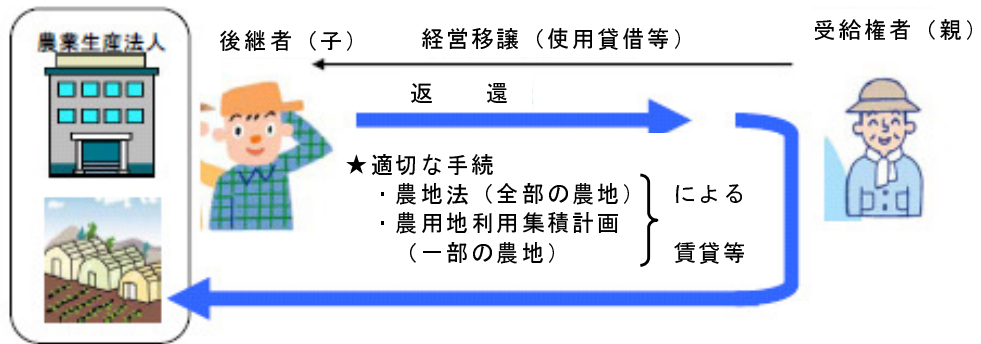 農業生産法人
後継者（子）
経営移譲（使用貸借等）
受給権者（親）
返　還
★適切な手続
・農地法（全部の農地）
・農用地利用集積計画
（一部の農地）
による
賃貸等